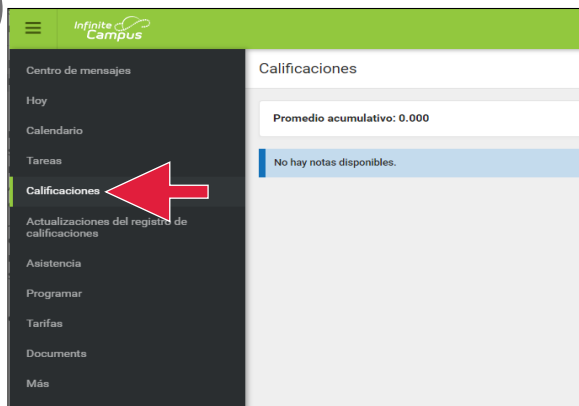 Infinite
Campus
Centro de mensajes
Hoy
Calendario
Tareas
Calificaciones
Actualizaciones del registro de
calificaciones
Asistencia
Programar
Tarifas
Documents
Más
Calificaciones
Promedio acumulativo: 0.000
No hay notas disponibles.